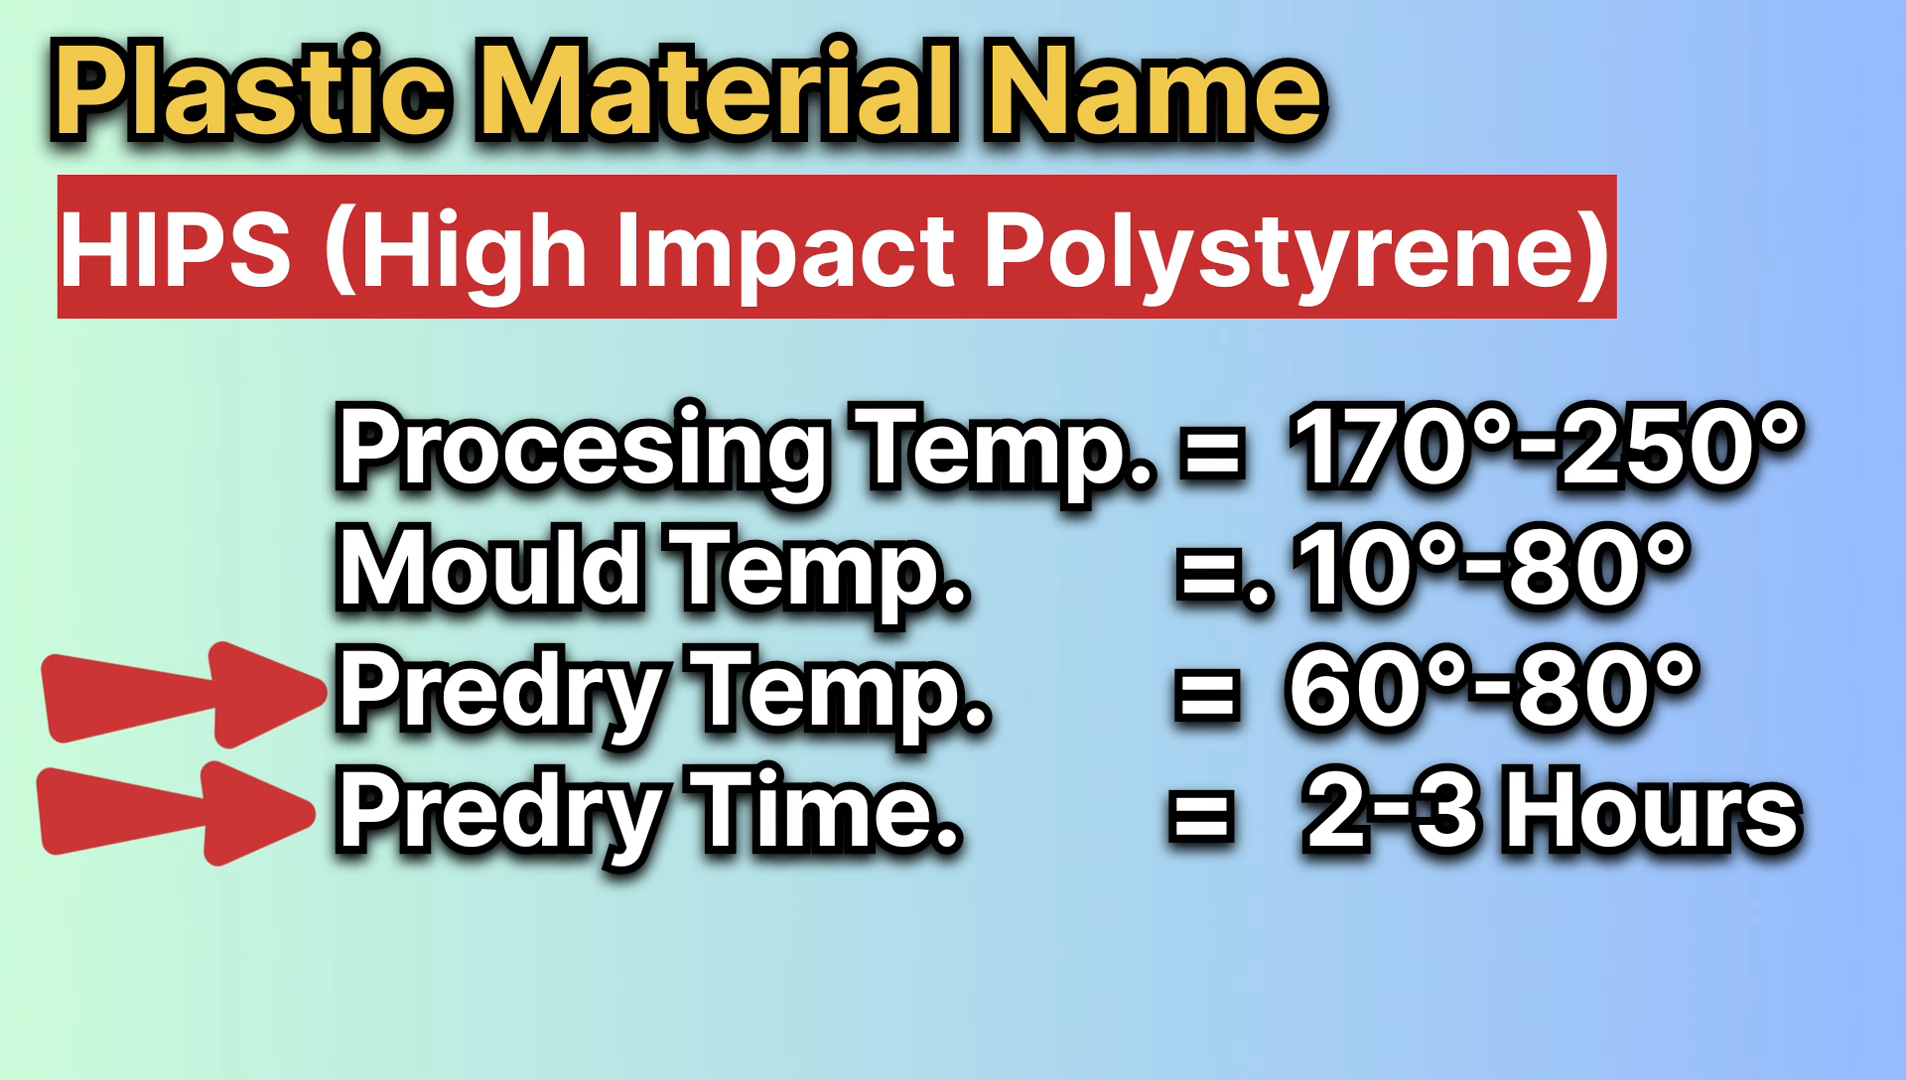 Plastic Material Name
HIPS (High Impact Polystyrene)
Procesing Temp. = 170°-250°
Mould Temp. =. 10°-80°
Predry Temp. = 60°-80°
Predry Time. = 2-3 Hours